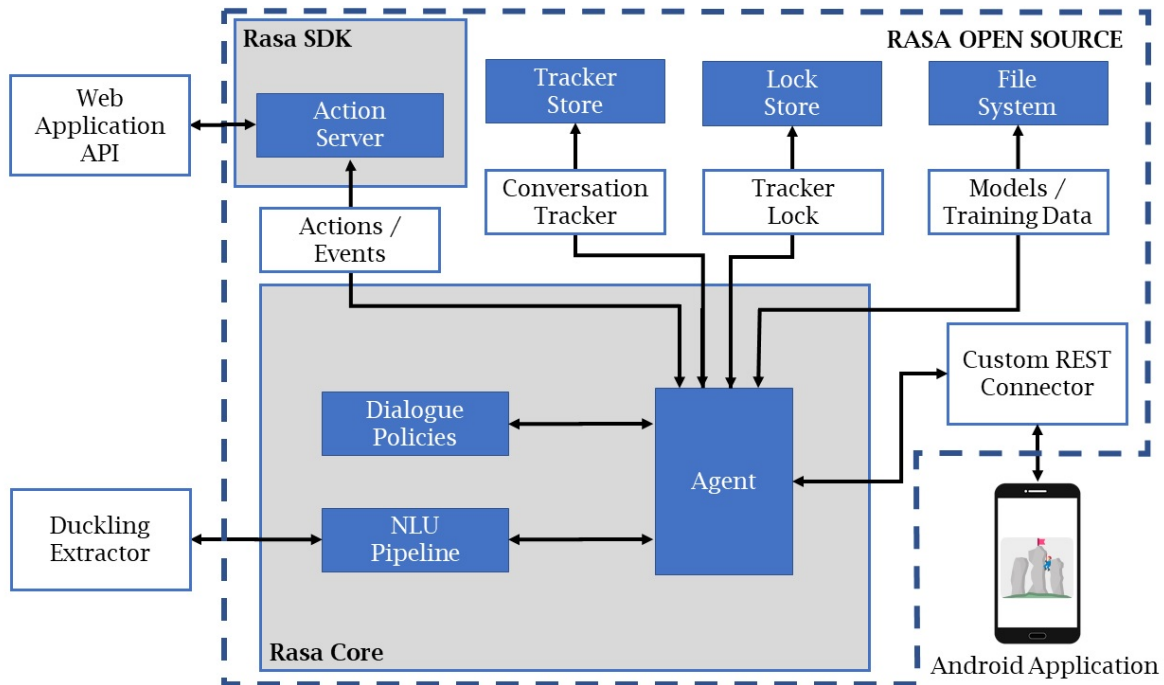 Rasa SDK
RASA OPEN SOURCE
Web
Application
API
Action
Server
Tracker
Store
Lock
Store
File
System
Actions /
Events
Conversation
Tracker
Tracker
Lock
Models /
Training Data
Custom REST
Connector
Dialogue
Policies
Agent
Duckling
Extractor
NLU
Pipeline
Rasa Core
Android Application